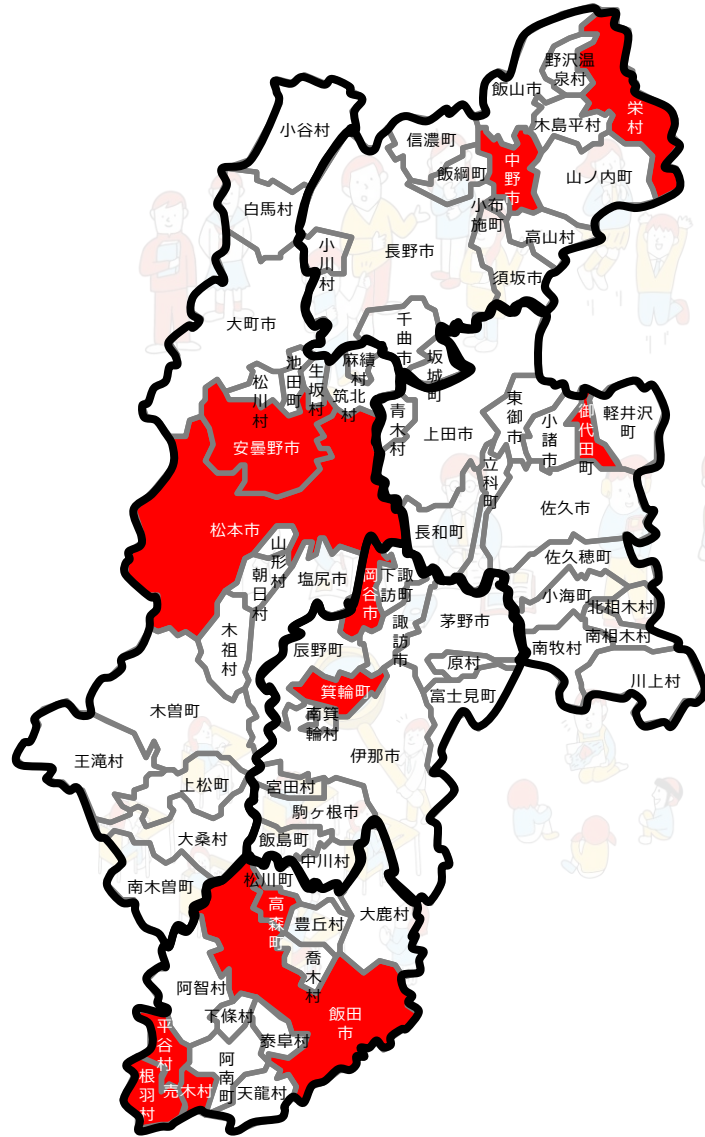 野沢温
泉村
飯山市
栄
村
小谷村
信濃町
木島平村
中
野
市
飯綱町
山ノ内町
白馬村
小布
施町
小
川
村
長野市
高山村
須坂市
大町市
千
曲
市
坂
城
町
池
田
町
生
坂
村
麻績
村
松
川
村
筑北
村
青
木
村
上田市
東
御
市
小
諸
市
御
代
田
町
軽井沢
町
安曇野市
立
科
町
佐久市
松本市
長和町
山
形
村
佐久穂町
朝
日
村
塩尻市
岡
谷
市
下諏
訪町
小海町
北相木村
諏
訪
市
茅野市
木
祖
村
南相木村
辰野町
原村
南牧村
川上村
箕輪町
富士見町
木曽町
南箕
輪村
伊那市
王滝村
上松町
宮田村
駒ヶ根市
大桑村
飯島町
中川村
南木曽町
松川町
高
森
町
豊丘村
大鹿村
喬
木
村
阿智村
下條村
飯田
市
平
谷
村
泰阜村
阿
南
町
根
羽
村
売木村
天龍村